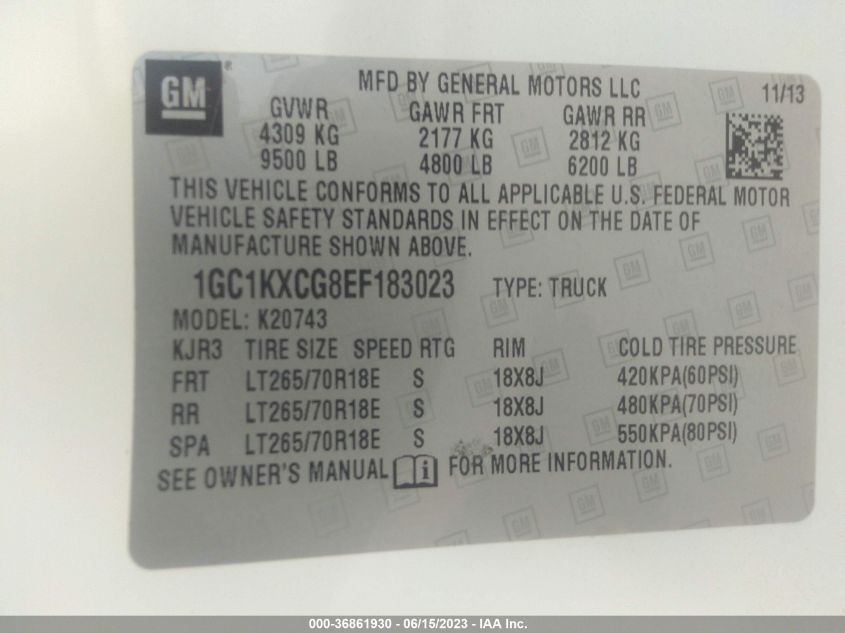 GM ® MFD BY GENERAL MOTORS LLC 11/13
GVWR GAWR FRT GAWR RR
4309 KG 2177 KG 2812 KG
9500 LB 4800 LB 6200 LB
THIS VEHICLE CONFORMS TO ALL APPLICABLE U.S. FEDERAL MOTOR
VEHICLE SAFETY STANDARDS IN EFFECT ON THE DATE OF
MANUFACTURE SHOWN ABOVE.
1GC1KXCG8EF183023 TYPE: TRUCK
MODEL: K20743
KJR3 TIRE SIZE SPEED RTG RIM COLD TIRE PRESSURE
FRT LT265/70R18E S 18X8J 420KPA(60PSI)
RR LT265/70R18E S 18X8J 480KPA(70PSI)
SPA LT265/70R18E S 18X8J 550KPA(80PSI)
SEE OWNER'S MANUAL i FOR MORE INFORMATION.
000-36861930 - 06/15/2023 - IAA Inc.